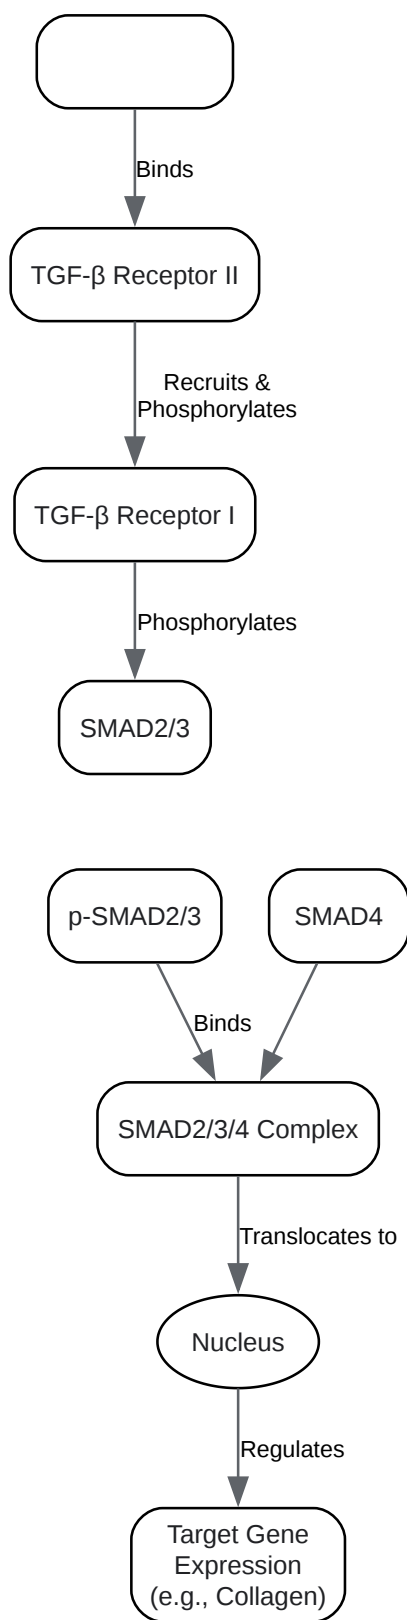 Binds
TGF-β Receptor II
Recruits &
Phosphorylates
TGF-β Receptor I
Phosphorylates
SMAD2/3
p-SMAD2/3
SMAD4
Binds
SMAD2/3/4 Complex
Translocates to
Nucleus
Regulates
Target Gene
Expression
(e.g., Collagen)